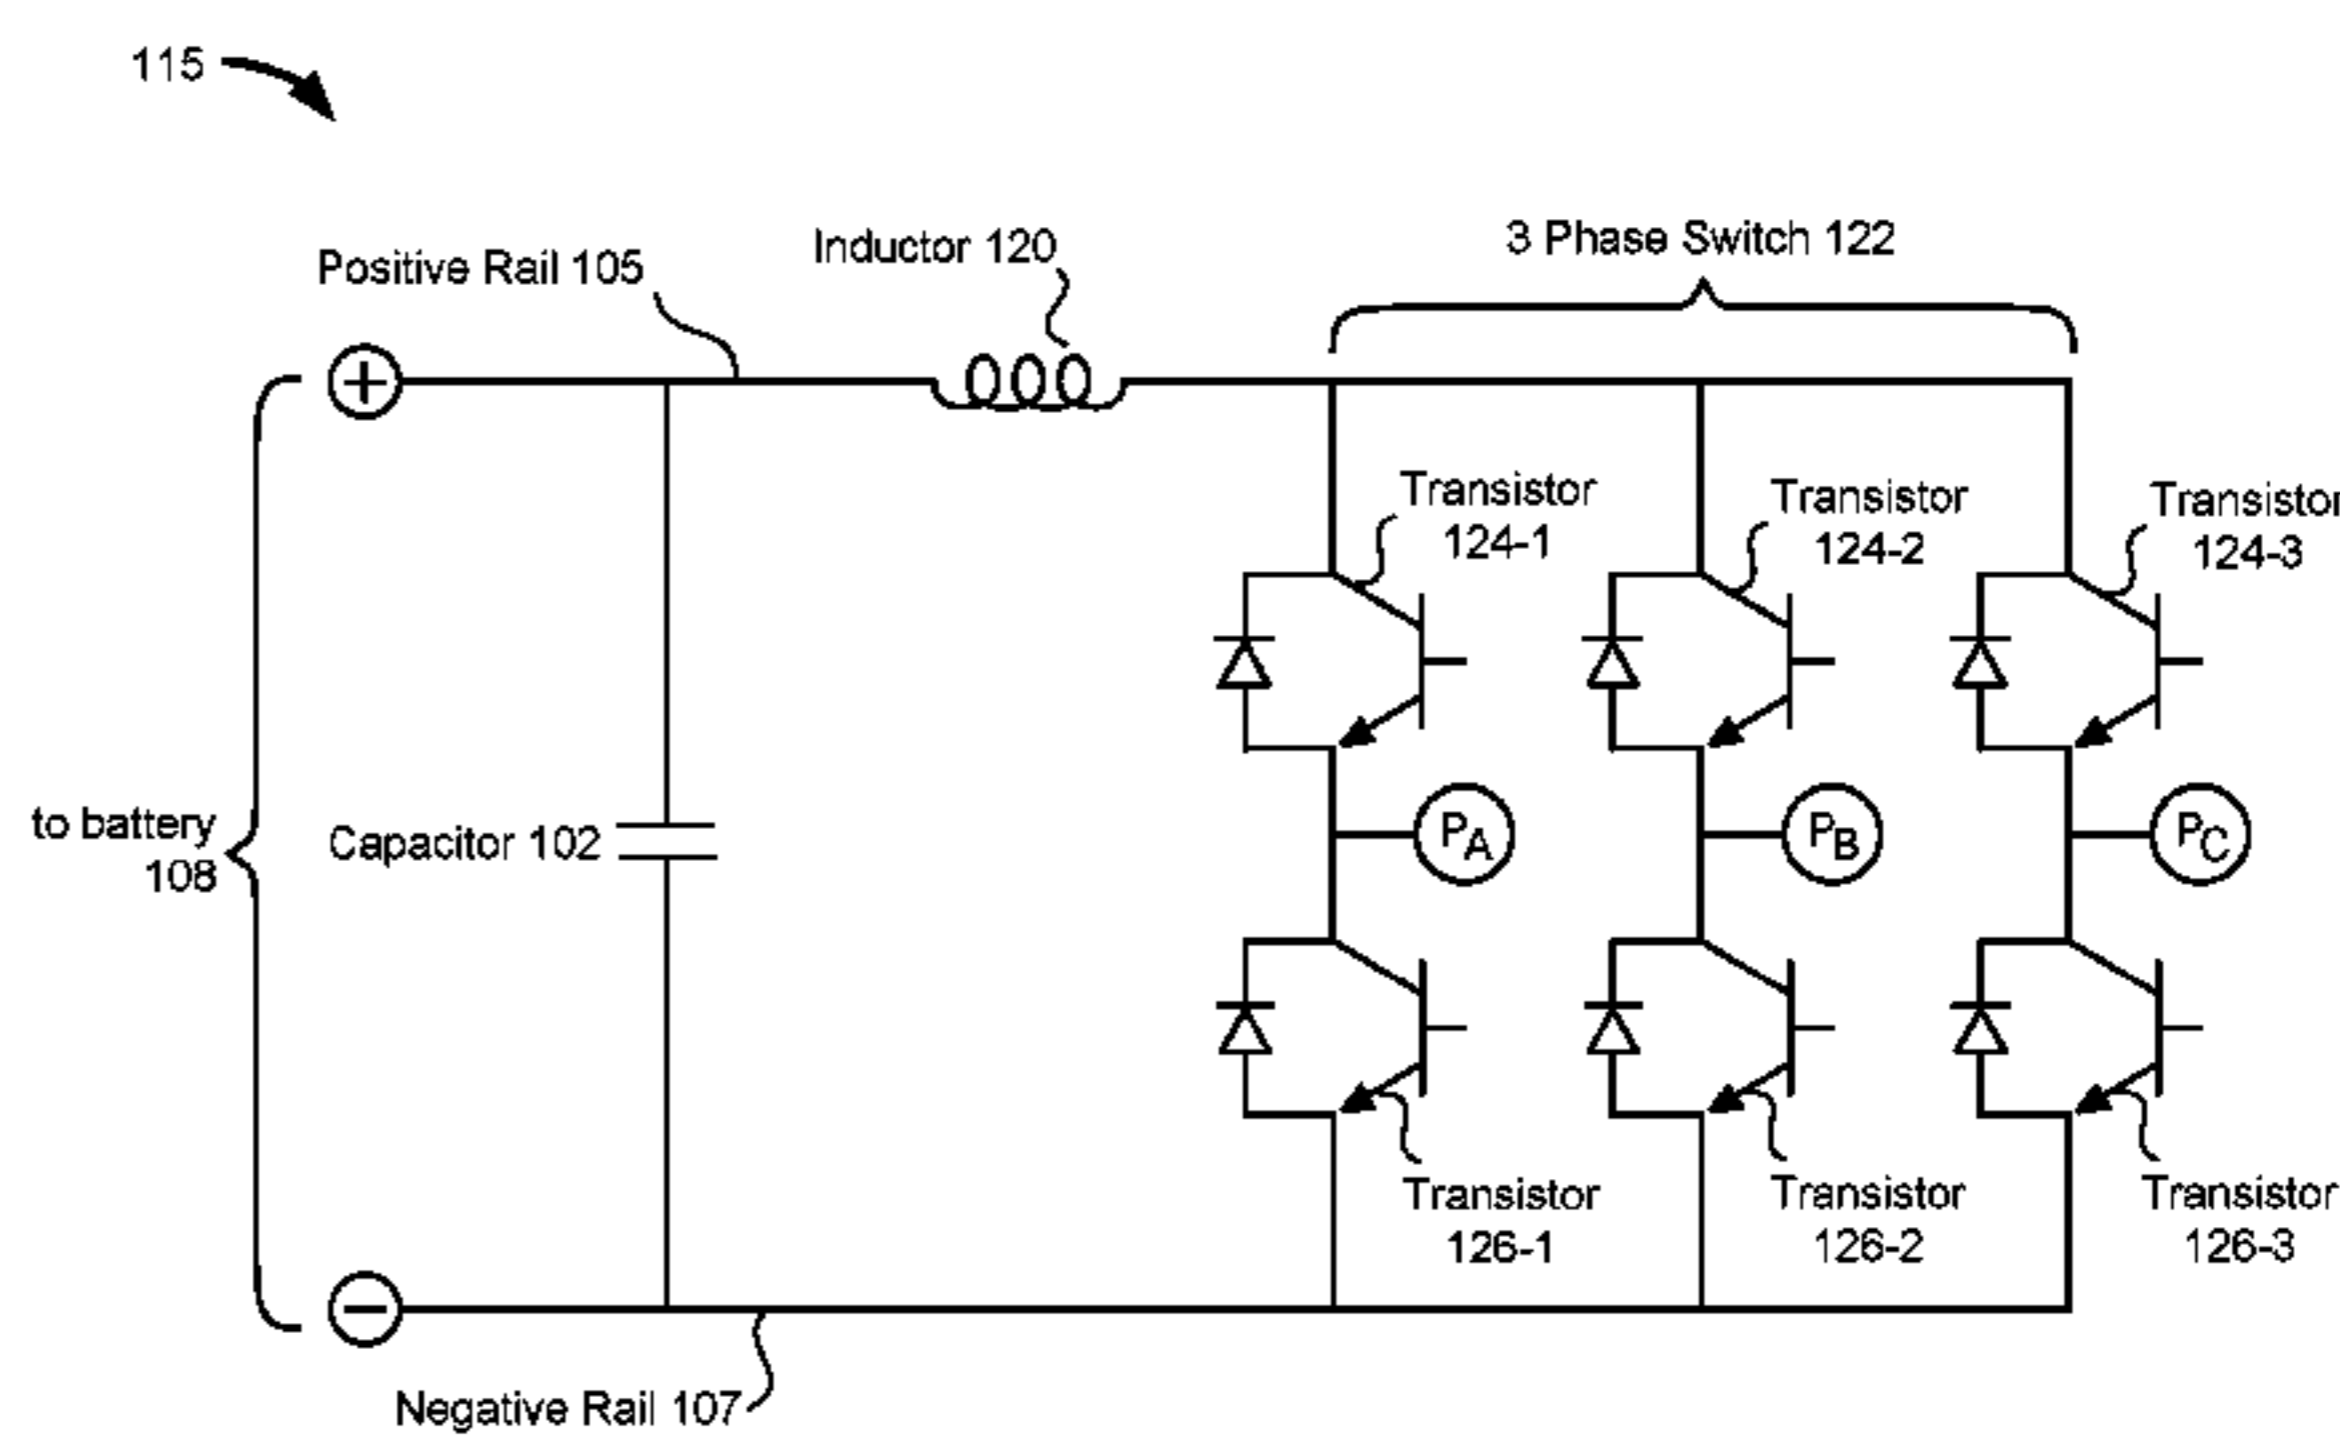 115
Positive Rail 105
Inductor 120
3 Phase Switch 122
+
Transistor
124-1
Transistor
124-2
Transistor
124-3
to battery
108
Capacitor 102
PA
PB
PC
Transistor
126-1
Transistor
126-2
Transistor
126-3
−
Negative Rail 107